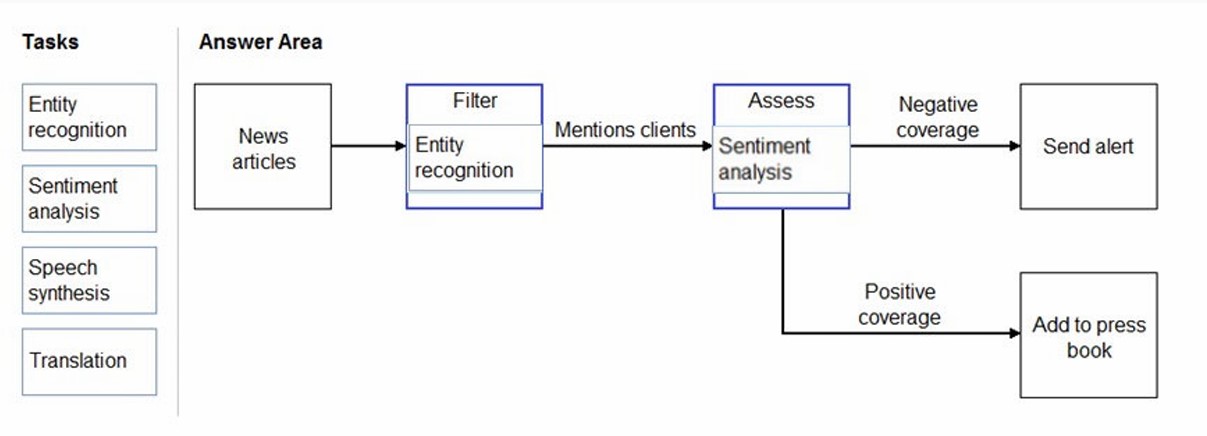 Tasks
Entity
recognition
Sentiment
analysis
Speech
synthesis
Translation
Answer Area
News
articles
Filter
Entity
recognition
Mentions clients
Assess
Sentiment
analysis
Negative
coverage
Send alert
Positive
coverage
Add to press
book